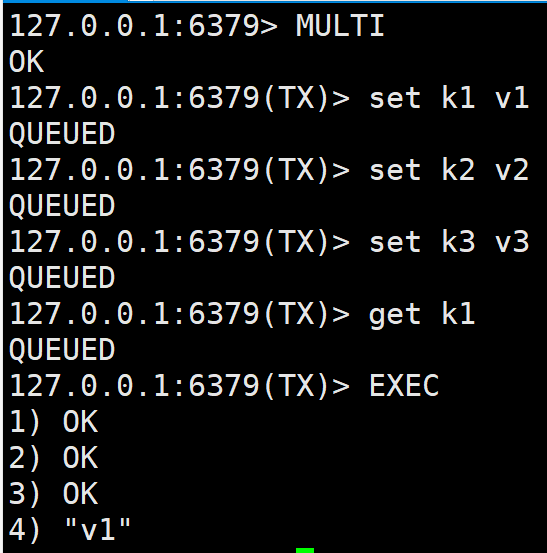 127.0.0.1:6379> MULTI
OK
127.0.0.1:6379(TX)> set k1 v1
QUEUED
127.0.0.1:6379(TX)> set k2 v2
QUEUED
127.0.0.1:6379(TX)> set k3 v3
QUEUED
127.0.0.1:6379(TX)> get k1
QUEUED
127.0.0.1:6379(TX)> EXEC
1) OK
2) OK
3) OK
4) "v1"